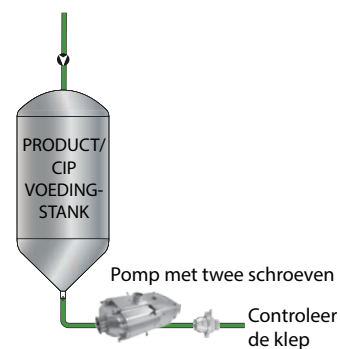 PRODUCT/
CIP
VOEDING-
STANK
Pomp met twee schroeven
Controleer
de klep